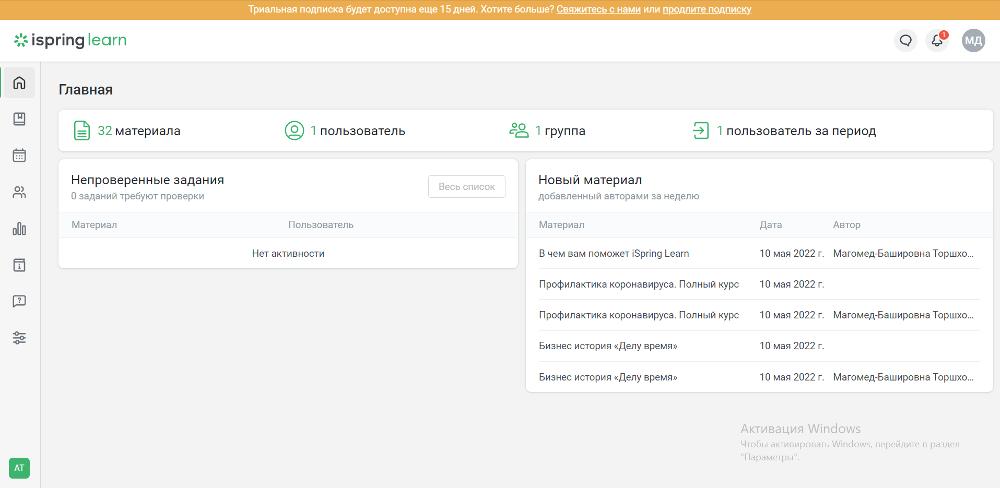 Триальная подписка будет доступна еще 15 дней. Хотите больше? Свяжитесь с нами или продлите подписку
ispring learn
1
МД
Главная
32 материала
1 пользователь
1 группа
1 пользователь за период
Непроверенные задания
0 заданий требуют проверки
Весь список
Материал Пользователь
Нет активности
Новый материал
добавленный авторами за неделю
Материал Дата Автор
В чем вам поможет iSpring Learn 10 мая 2022 г. Магомед-Башировна Торшхо...
Профилактика коронавируса. Полный курс 10 мая 2022 г.
Профилактика коронавируса. Полный курс 10 мая 2022 г. Магомед-Башировна Торшхо...
Бизнес история «Делу время» 10 мая 2022 г.
Бизнес история «Делу время» 10 мая 2022 г. Магомед-Башировна Торшхо...
Активация Windows
Чтобы активировать Windows, перейдите в раздел
"Параметры".
АТ